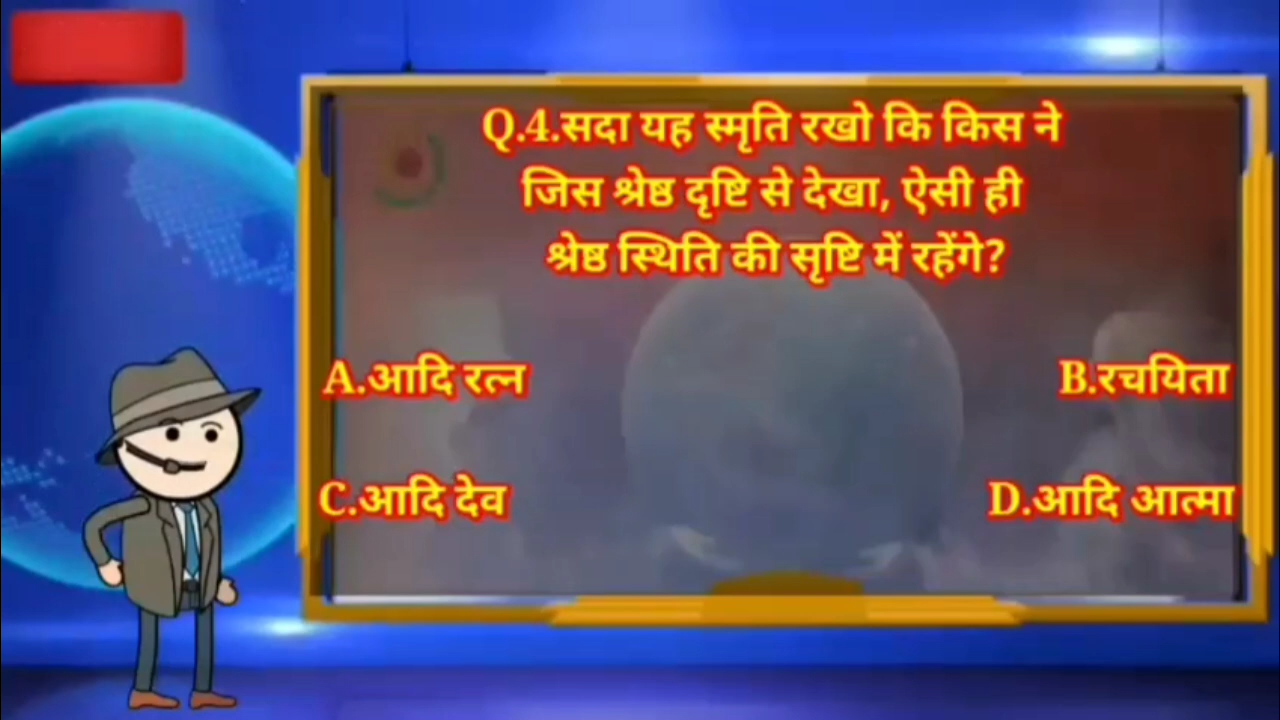 Q.4.सदा यह स्मृति रखो कि किस ने
जिस श्रेष्ठ दृष्टि से देखा, ऐसी ही
श्रेष्ठ स्थिति की सृष्टि में रहेंगे?
A.आदि रत्न
B.रचयिता
C.आदि देव
D.आदि आत्मा